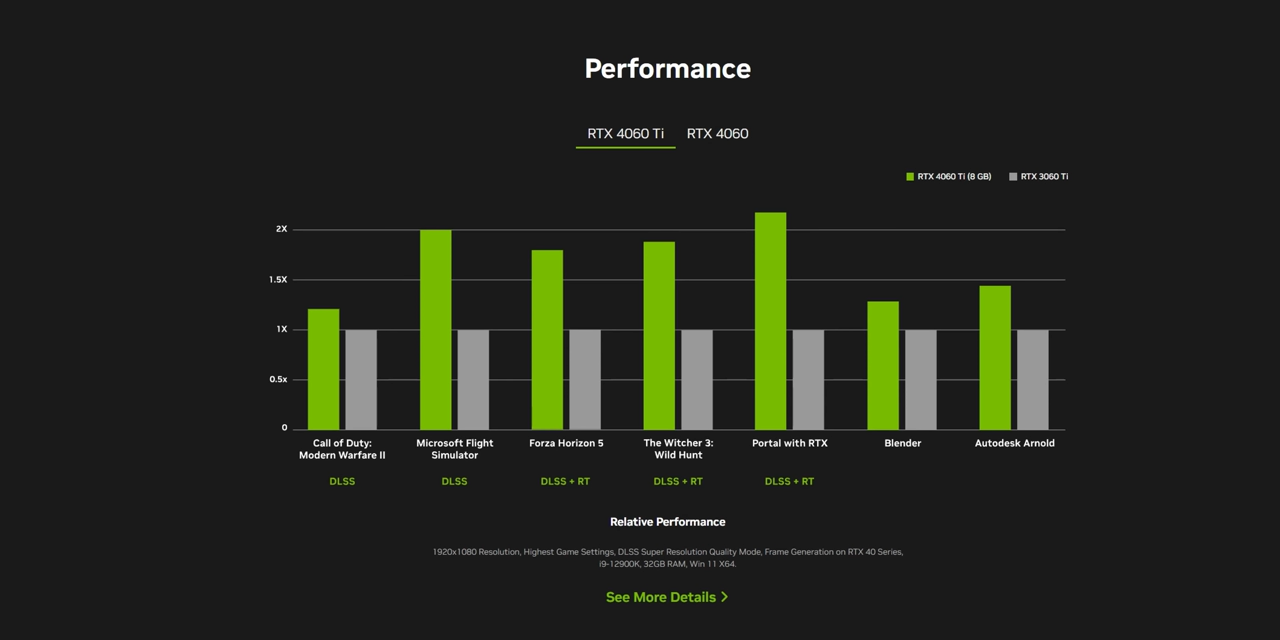 Performance
RTX 4060 Ti RTX 4060
RTX 4060 Ti (8 GB) RTX 3060 Ti
2X
1.5X
1X
0.5x
0
Call of Duty:
Modern Warfare II
DLSS
Microsoft Flight
Simulator
DLSS
Forza Horizon 5
DLSS + RT
The Witcher 3:
Wild Hunt
DLSS + RT
Portal with RTX
DLSS + RT
Blender
Autodesk Arnold
Relative Performance
1920x1080 Resolution, Highest Game Settings, DLSS Super Resolution Quality Mode, Frame Generation on RTX 40 Series,
i9-12900K, 32GB RAM, Win 11 X64.
See More Details >